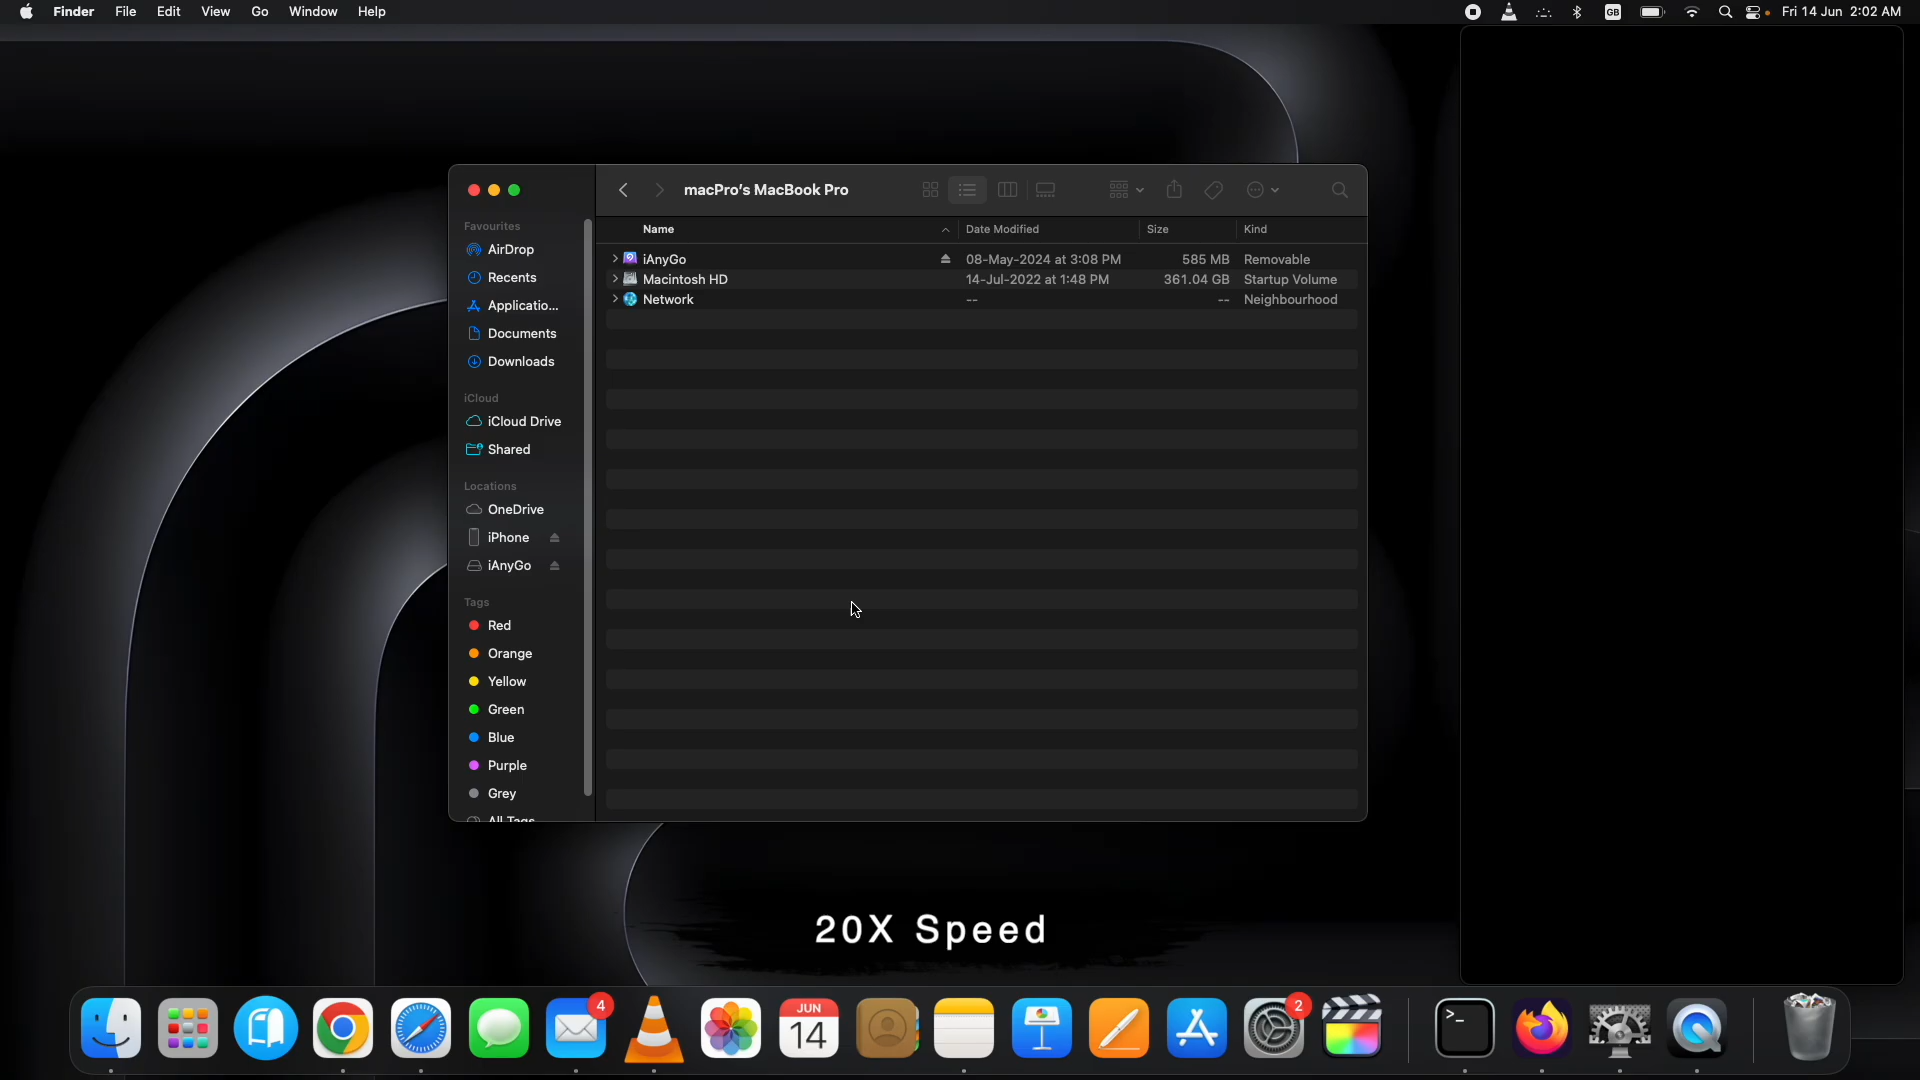 Finder File Edit View Go Window Help
GB Fri 14 Jun 2:02 AM
macPro's MacBook Pro
Favourites
AirDrop
Recents
Applicatio...
Documents
Downloads
iCloud
iCloud Drive
Shared
Locations
OneDrive
iPhone
iAnyGo
Tags
Red
Orange
Yellow
Green
Blue
Purple
Grey
All Tags
Name Date Modified Size Kind
iAnyGo 08-May-2024 at 3:08 PM 585 MB Removable
Macintosh HD 14-Jul-2022 at 1:48 PM 361.04 GB Startup Volume
Network -- -- Neighbourhood
20X Speed
4
JUN
14
2
>_